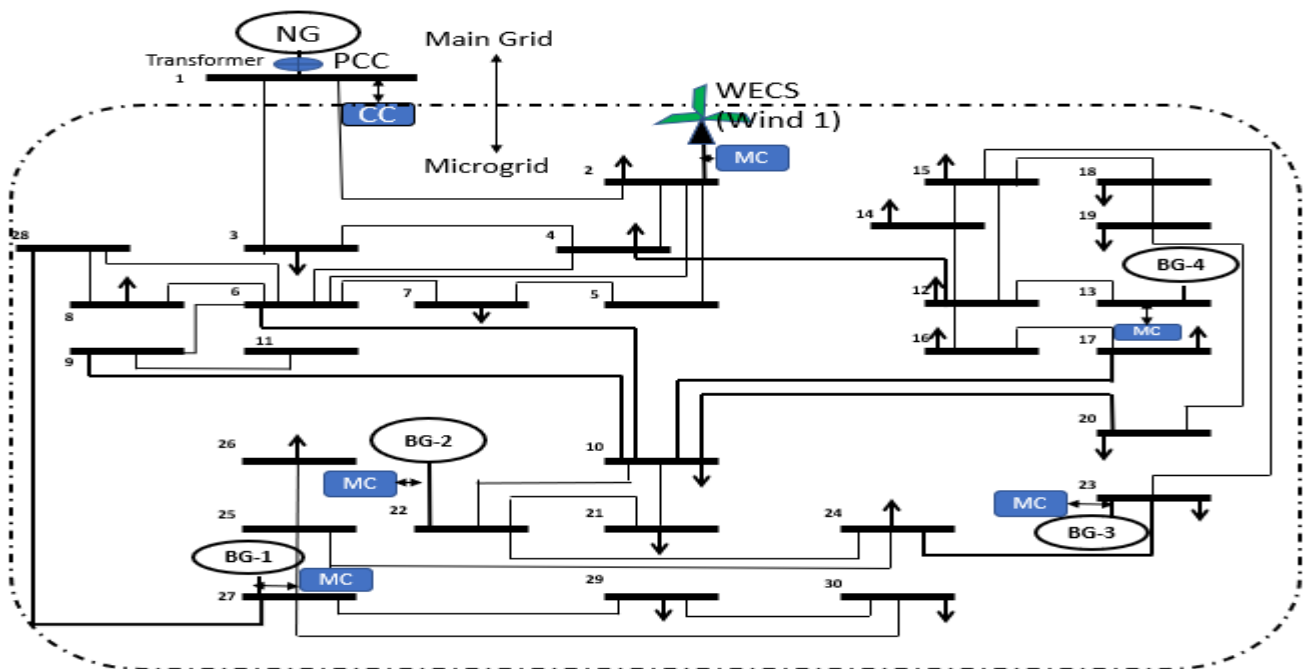 NG
Transformer
PCC
Main Grid
1
CC
WECS
(Wind 1)
MC
Microgrid
2
15
18
14
19
28
3
4
BG-4
6
7
5
12
13
8
MC
16
17
9
11
20
26
BG-2
10
MC
23
MC
22
25
21
24
BG-3
BG-1
MC
29
30
27